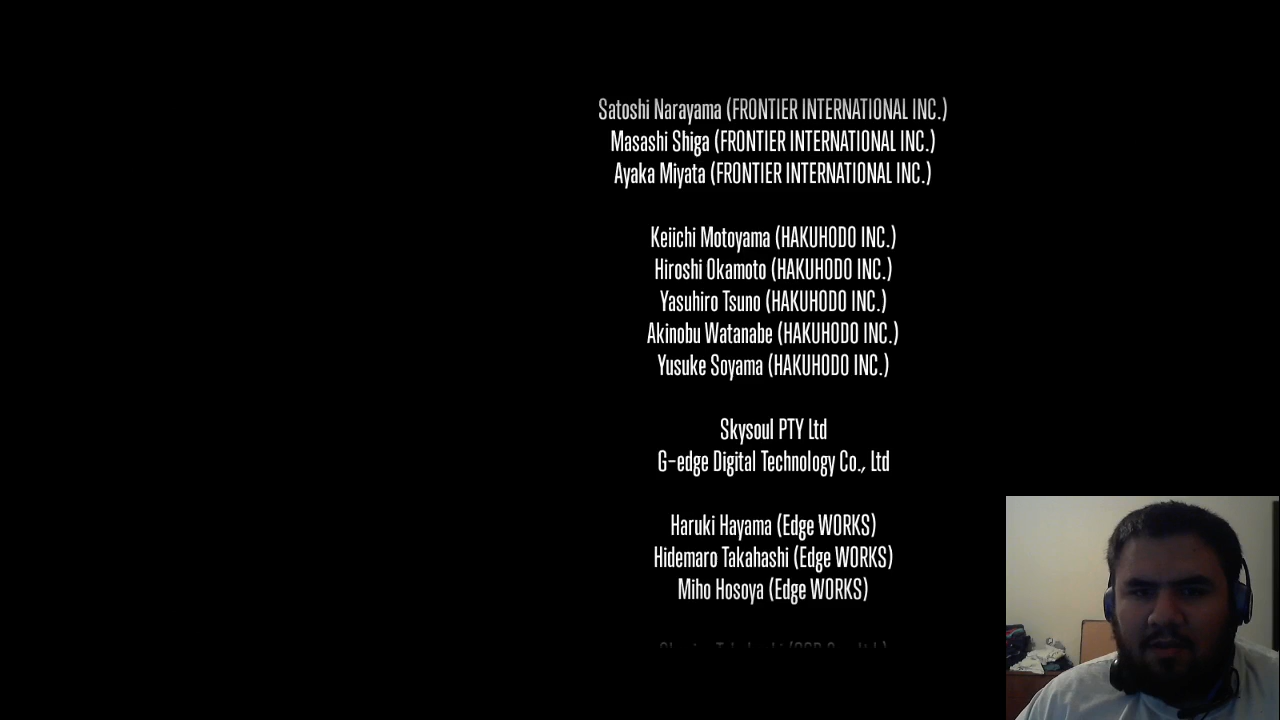 Satoshi Narayama (FRONTIER INTERNATIONAL INC.)
Masashi Shiga (FRONTIER INTERNATIONAL INC.)
Ayaka Miyata (FRONTIER INTERNATIONAL INC.)
Keiichi Motoyama (HAKUHODO INC.)
Hiroshi Okamoto (HAKUHODO INC.)
Yasuhiro Tsuno (HAKUHODO INC.)
Akinobu Watanabe (HAKUHODO INC.)
Yusuke Soyama (HAKUHODO INC.)
Skysoul PTY Ltd
G-edge Digital Technology Co., Ltd
Haruki Hayama (Edge WORKS)
Hidemaro Takahashi (Edge WORKS)
Miho Hosoya (Edge WORKS)